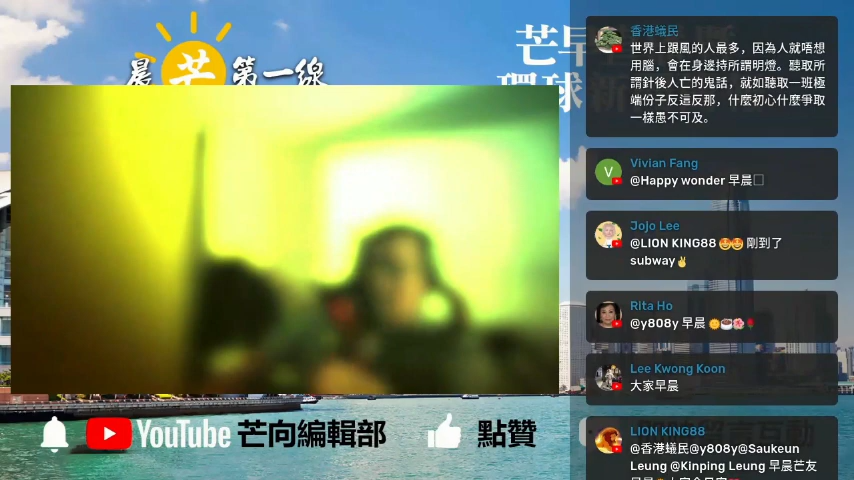 晨芒第一線
芒早
環球新
香港蟻民
世界上跟風的人最多，因為人就唔想
用腦，會在身邊持所謂明燈。聽取所
謂針後人亡的鬼話，就如聽取一班極
端份子反這反那，什麼初心什麼爭取
一樣愚不可及。
V
Vivian Fang
@Happy wonder 早晨
Jojo Lee
@LION KING88 🥰🥰 剛到了
subway✌
Rita Ho
@y808y 早晨 🌞☕🌺🌹
Lee Kwong Koon
大家早晨
LION KING88
@香港蟻民@y808y@Saukeun
Leung @Kinping Leung 早晨芒友
YouTube 芒向編輯部
點贊
留言互動